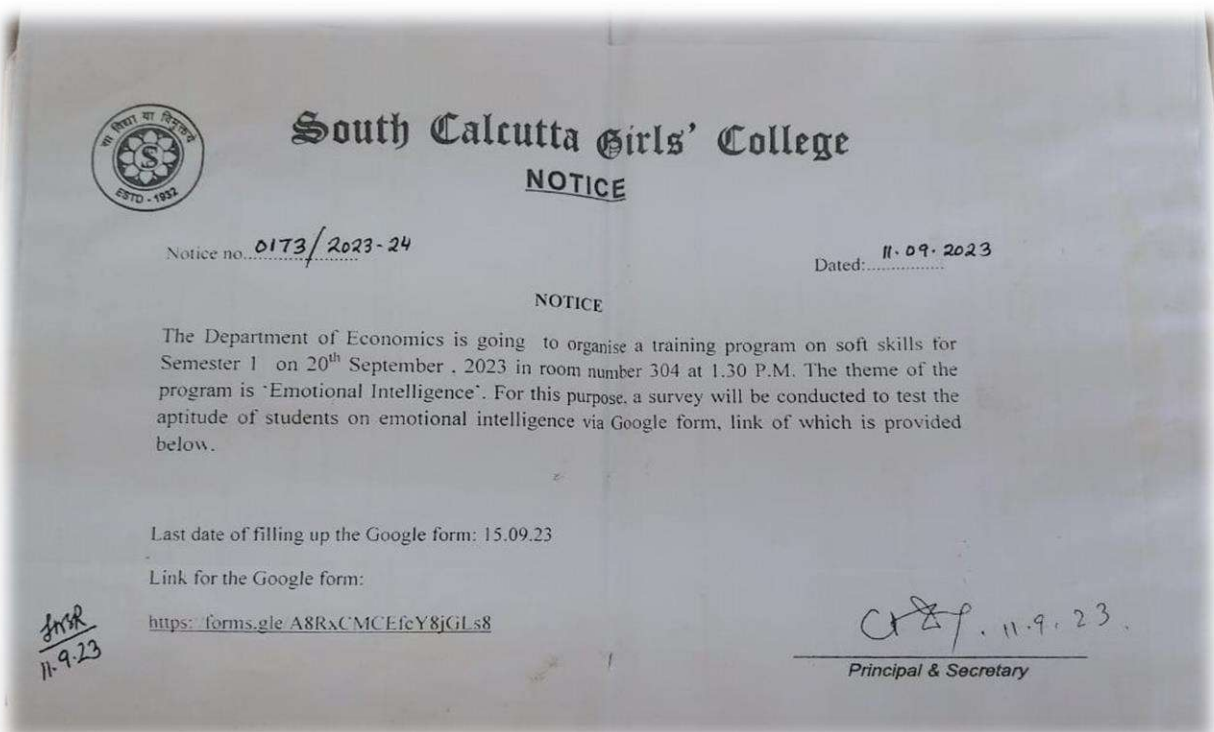 सा विद्या या विमुक्तये
S
ESTD - 1932
South Calcutta Girls' College
NOTICE
Notice no. 0173/2023-24
Dated: 11.09.2023
NOTICE
The Department of Economics is going to organise a training program on soft skills for
Semester 1 on 20th September . 2023 in room number 304 at 1.30 P.M. The theme of the
program is `Emotional Intelligence`. For this purpose, a survey will be conducted to test the
aptitude of students on emotional intelligence via Google form, link of which is provided
below.
Last date of filling up the Google form: 15.09.23
Link for the Google form:
https: forms.gle A8RxCMCEfcY8jGLs8
11.9.23
11.9.23.
Principal & Secretary